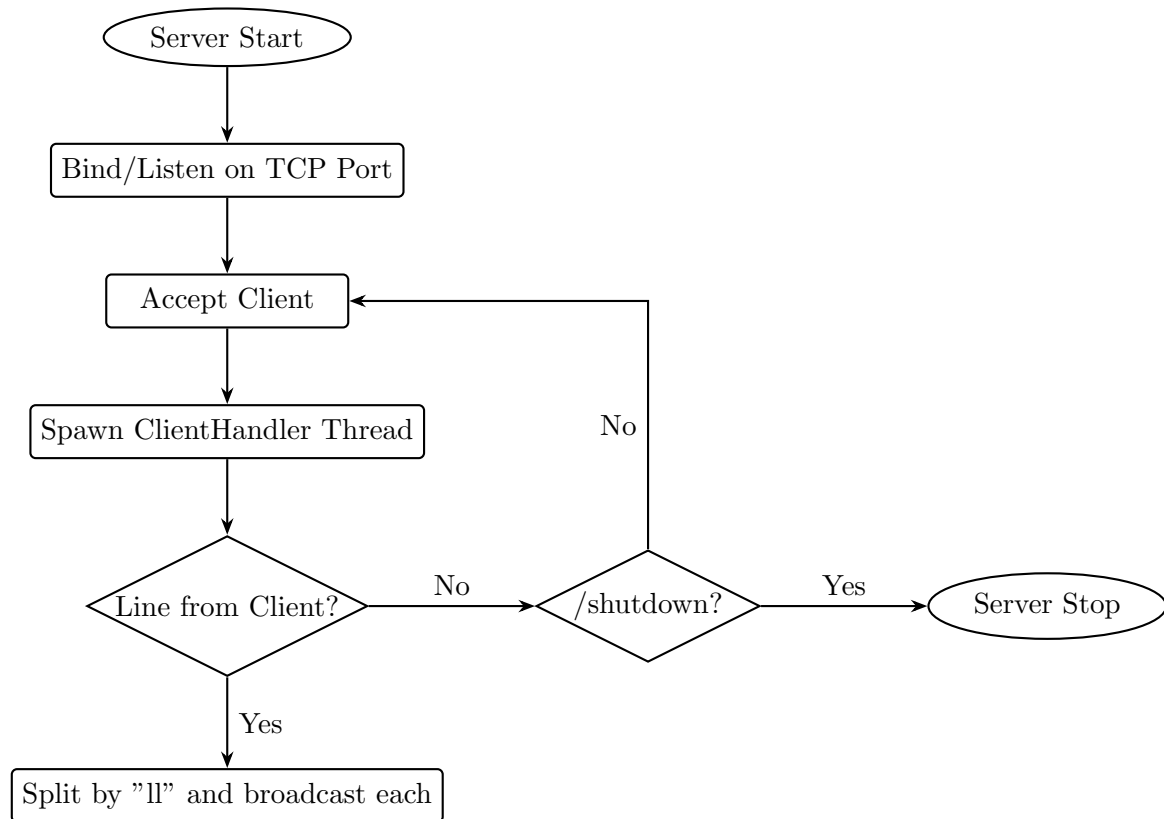 Server Start
Bind/Listen on TCP Port
Accept Client
Spawn ClientHandler Thread
No
Line from Client?
No
/shutdown?
Yes
Server Stop
Yes
Split by ”ll” and broadcast each